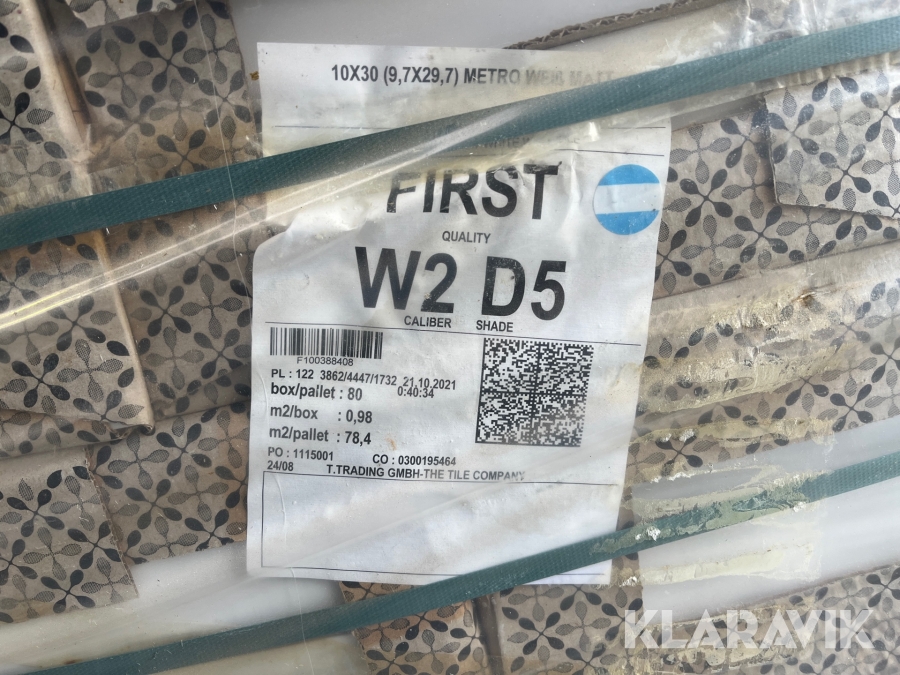 10X30 (9,7X29,7) METRO WEIß MATT
FIRST
QUALITY
W2 D5
CALIBER SHADE
F100388408
PL : 122 3862/4447/1732 21.10.2021
box/pallet : 80 0:40:34
m2/box : 0,98
m2/pallet : 78,4
PO : 1115001 CO : 0300195464
24/08 T.TRADING GMBH-THE TILE COMPANY
KLARAVIK